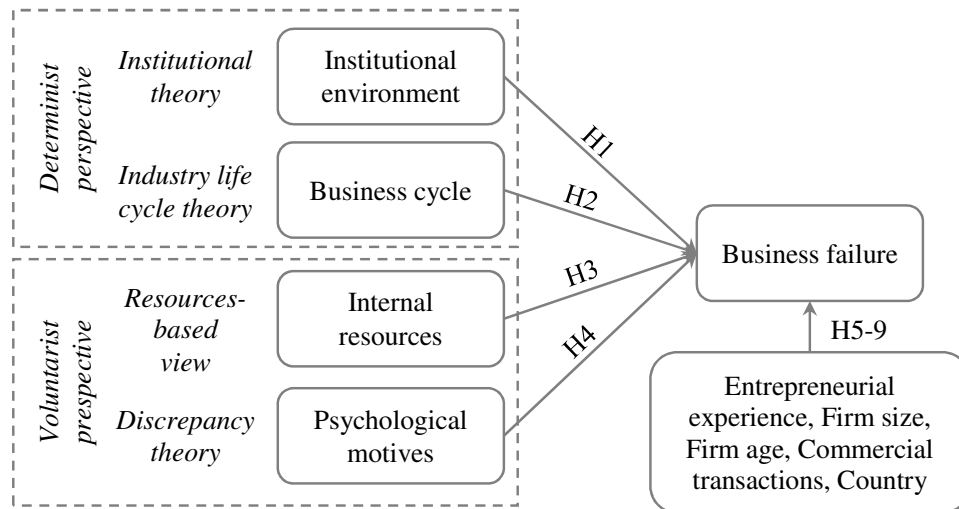 Determinist
perspective
Institutional
theory
Institutional
environment
Industry life
cycle theory
Business cycle
H1
H2
Voluntarist
prespective
Resources-
based
view
Internal
resources
Discrepancy
theory
Psychological
motives
H3
H4
Business failure
H5-9
Entrepreneurial
experience, Firm size,
Firm age, Commercial
transactions, Country